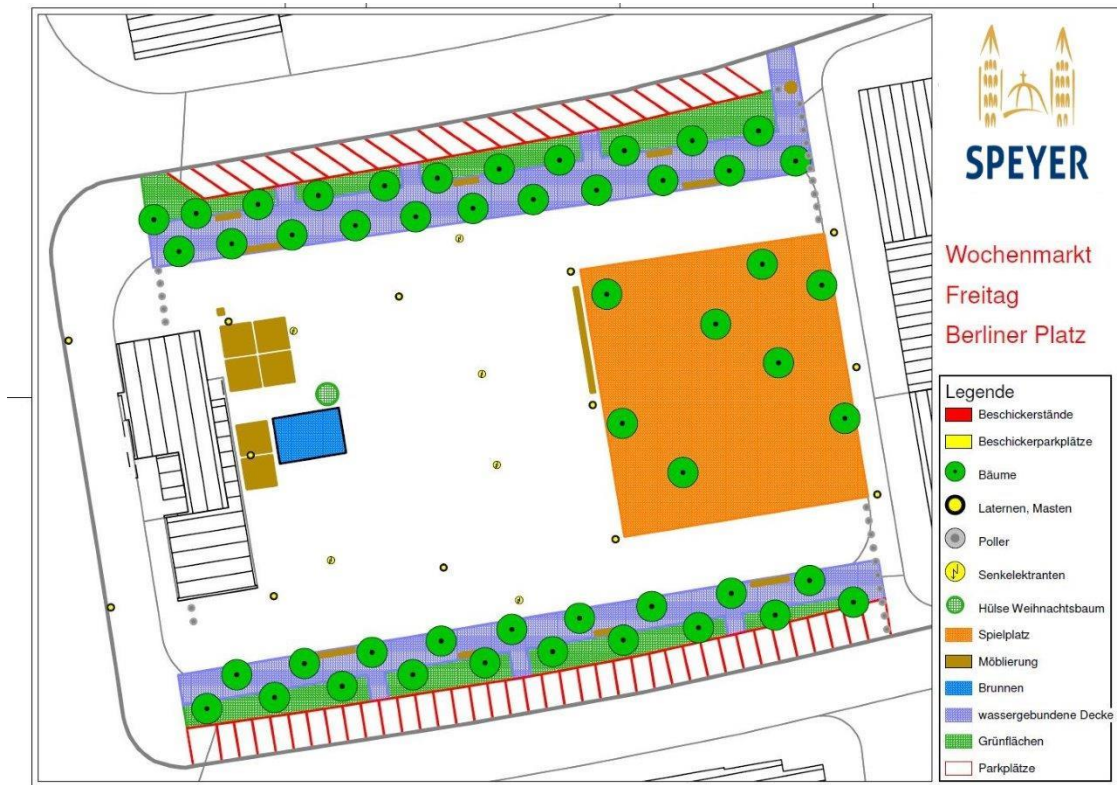 SPEYER
Wochenmarkt
Freitag
Berliner Platz
Legende
Beschickerstände
Beschickerparkplätze
Bäume
Laternen, Masten
Poller
Senkelektranten
Hülse Weihnachtsbaum
Spielplatz
Möblierung
Brunnen
wassergebundene Decke
Grünflächen
Parkplätze